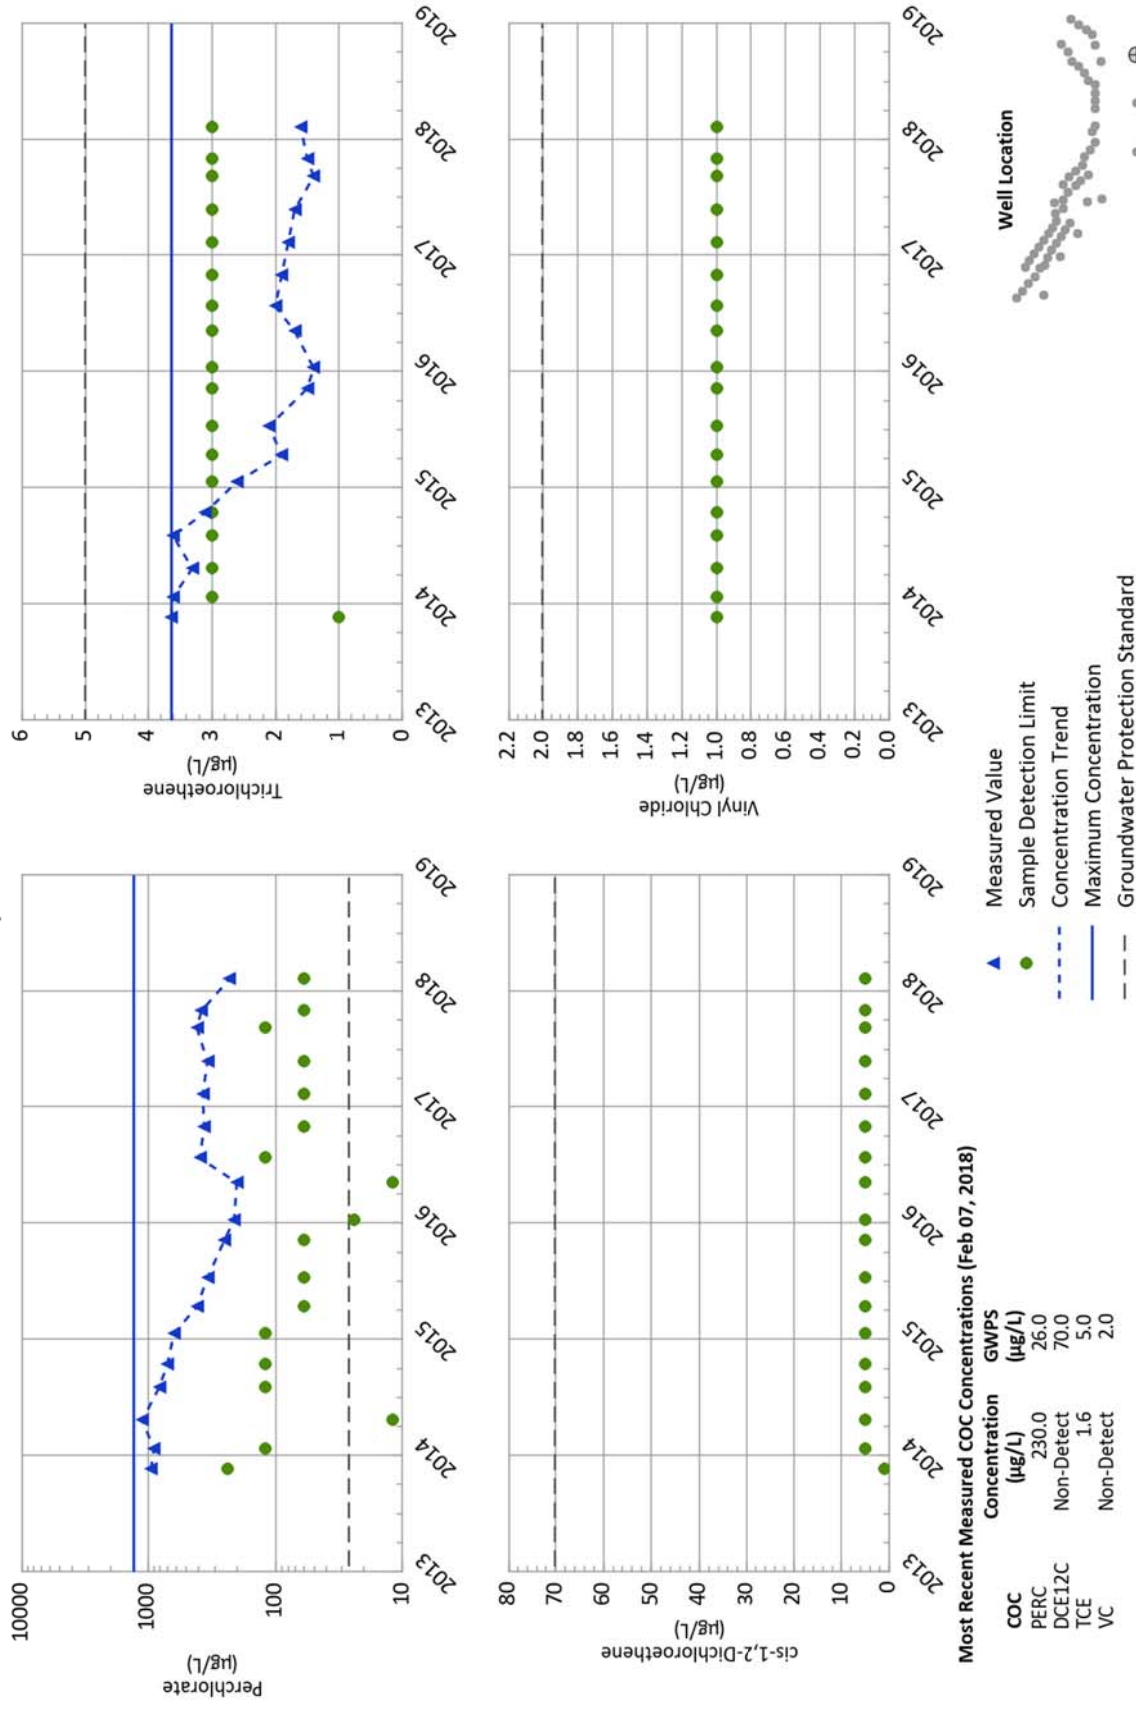 Perchlorate
(µg/L)
10000
1000
100
10
2013
2014
2015
2016
2017
2018
2019
Trichloroethene
(µg/L)
6
5
4
3
2
1
0
2013
2014
2015
2016
2017
2018
2019
cis-1,2-Dichloroethene
(µg/L)
80
70
60
50
40
30
20
10
0
2013
2014
2015
2016
2017
2018
2019
Vinyl Chloride
(µg/L)
2.2
2.0
1.8
1.6
1.4
1.2
1.0
0.8
0.6
0.4
0.2
0.0
2013
2014
2015
2016
2017
2018
2019
Most Recent Measured COC Concentrations (Feb 07, 2018)
Concentration GWPS
COC (µg/L) (µg/L)
PERC 230.0 26.0
DCE12C Non-Detect 70.0
TCE 1.6 5.0
VC Non-Detect 2.0
Measured Value
Sample Detection Limit
Concentration Trend
Maximum Concentration
Groundwater Protection Standard
Well Location